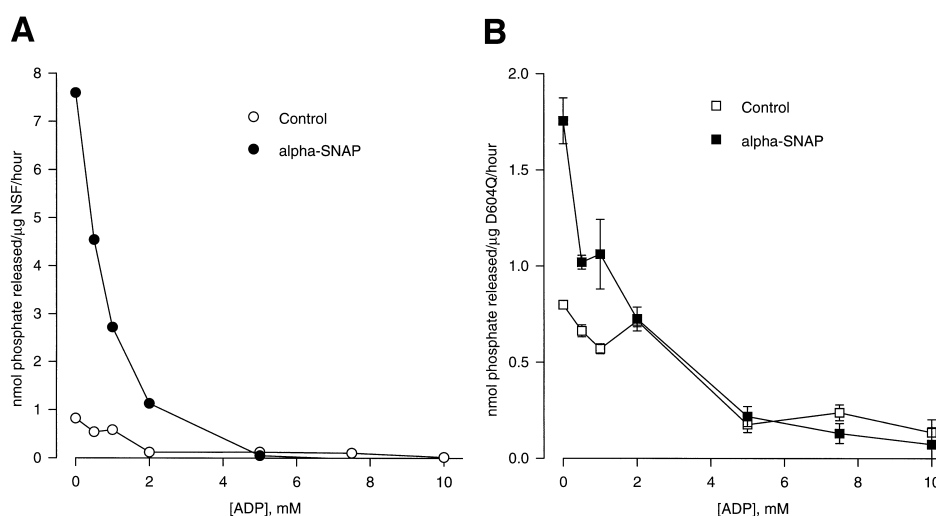 A
8
7
6
5
4
3
2
1
0
nmol phosphate released/µg NSF/hour
Control
alpha-SNAP
0 2 4 6 8 10
[ADP], mM
B
2.0
1.5
1.0
0.5
0.0
nmol phosphate released/µg D604Q/hour
Control
alpha-SNAP
0 2 4 6 8 10
[ADP], mM